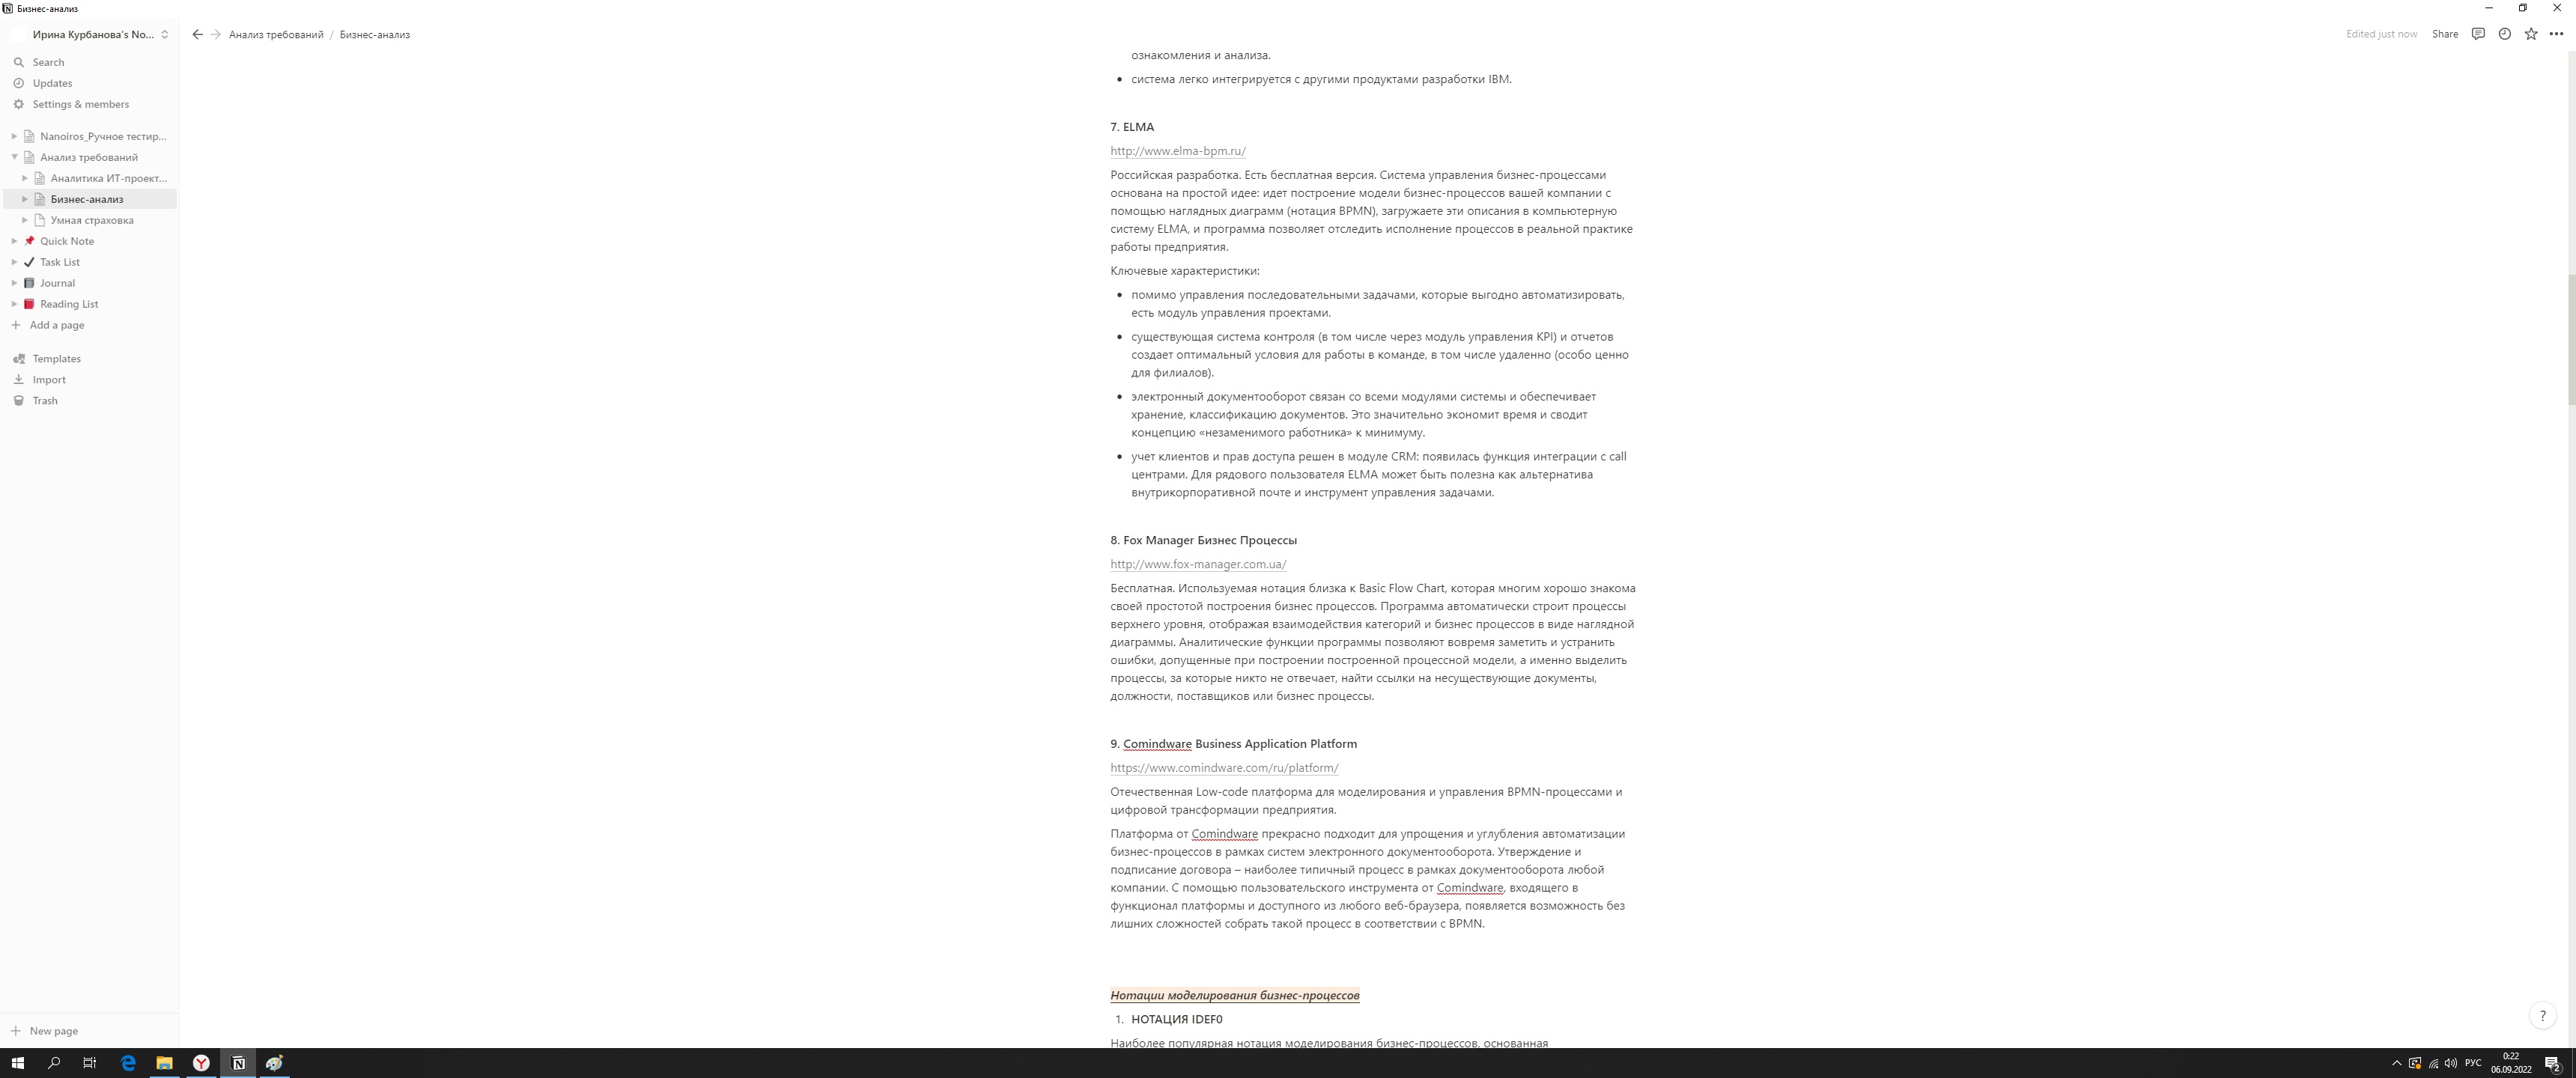 Бизнес-анализ
Ирина Курбанова's No...
Анализ требований / Бизнес-анализ
Edited just now
Share
Search
Updates
Settings & members
Nanoiros_Ручное тестир...
Анализ требований
Аналитика ИТ-проект...
Бизнес-анализ
Умная страховка
Quick Note
Task List
Journal
Reading List
Add a page
Templates
Import
Trash
New page
ознакомления и анализа.
• система легко интегрируется с другими продуктами разработки IBM.
7. ELMA
http://www.elma-bpm.ru/
Российская разработка. Есть бесплатная версия. Система управления бизнес-процессами
основана на простой идее: идет построение модели бизнес-процессов вашей компании с
помощью наглядных диаграмм (нотация BPMN), загружаете эти описания в компьютерную
систему ELMA, и программа позволяет отследить исполнение процессов в реальной практике
работы предприятия.
Ключевые характеристики:
• помимо управления последовательными задачами, которые выгодно автоматизировать,
есть модуль управления проектами.
• существующая система контроля (в том числе через модуль управления KPI) и отчетов
создает оптимальный условия для работы в команде, в том числе удаленно (особо ценно
для филиалов).
• электронный документооборот связан со всеми модулями системы и обеспечивает
хранение, классификацию документов. Это значительно экономит время и сводит
концепцию «незаменимого работника» к минимуму.
• учет клиентов и прав доступа решен в модуле CRM: появилась функция интеграции с call
центрами. Для рядового пользователя ELMA может быть полезна как альтернатива
внутрикорпоративной почте и инструмент управления задачами.
8. Fox Manager Бизнес Процессы
http://www.fox-manager.com.ua/
Бесплатная. Используемая нотация близка к Basic Flow Chart, которая многим хорошо знакома
своей простотой построения бизнес процессов. Программа автоматически строит процессы
верхнего уровня, отображая взаимодействия категорий и бизнес процессов в виде наглядной
диаграммы. Аналитические функции программы позволяют вовремя заметить и устранить
ошибки, допущенные при построении построенной процессной модели, а именно выделить
процессы, за которые никто не отвечает, найти ссылки на несуществующие документы,
должности, поставщиков или бизнес процессы.
9. Comindware Business Application Platform
https://www.comindware.com/ru/platform/
Отечественная Low-code платформа для моделирования и управления BPMN-процессами и
цифровой трансформации предприятия.
Платформа от Comindware прекрасно подходит для упрощения и углубления автоматизации
бизнес-процессов в рамках систем электронного документооборота. Утверждение и
подписание договора – наиболее типичный процесс в рамках документооборота любой
компании. С помощью пользовательского инструмента от Comindware, входящего в
функционал платформы и доступного из любого веб-браузера, появляется возможность без
лишних сложностей собрать такой процесс в соответствии с BPMN.
Нотации моделирования бизнес-процессов
1. НОТАЦИЯ IDEF0
Наиболее популярная нотация моделирования бизнес-процессов, основанная
?
РУС
0:22
06.09.2022
2